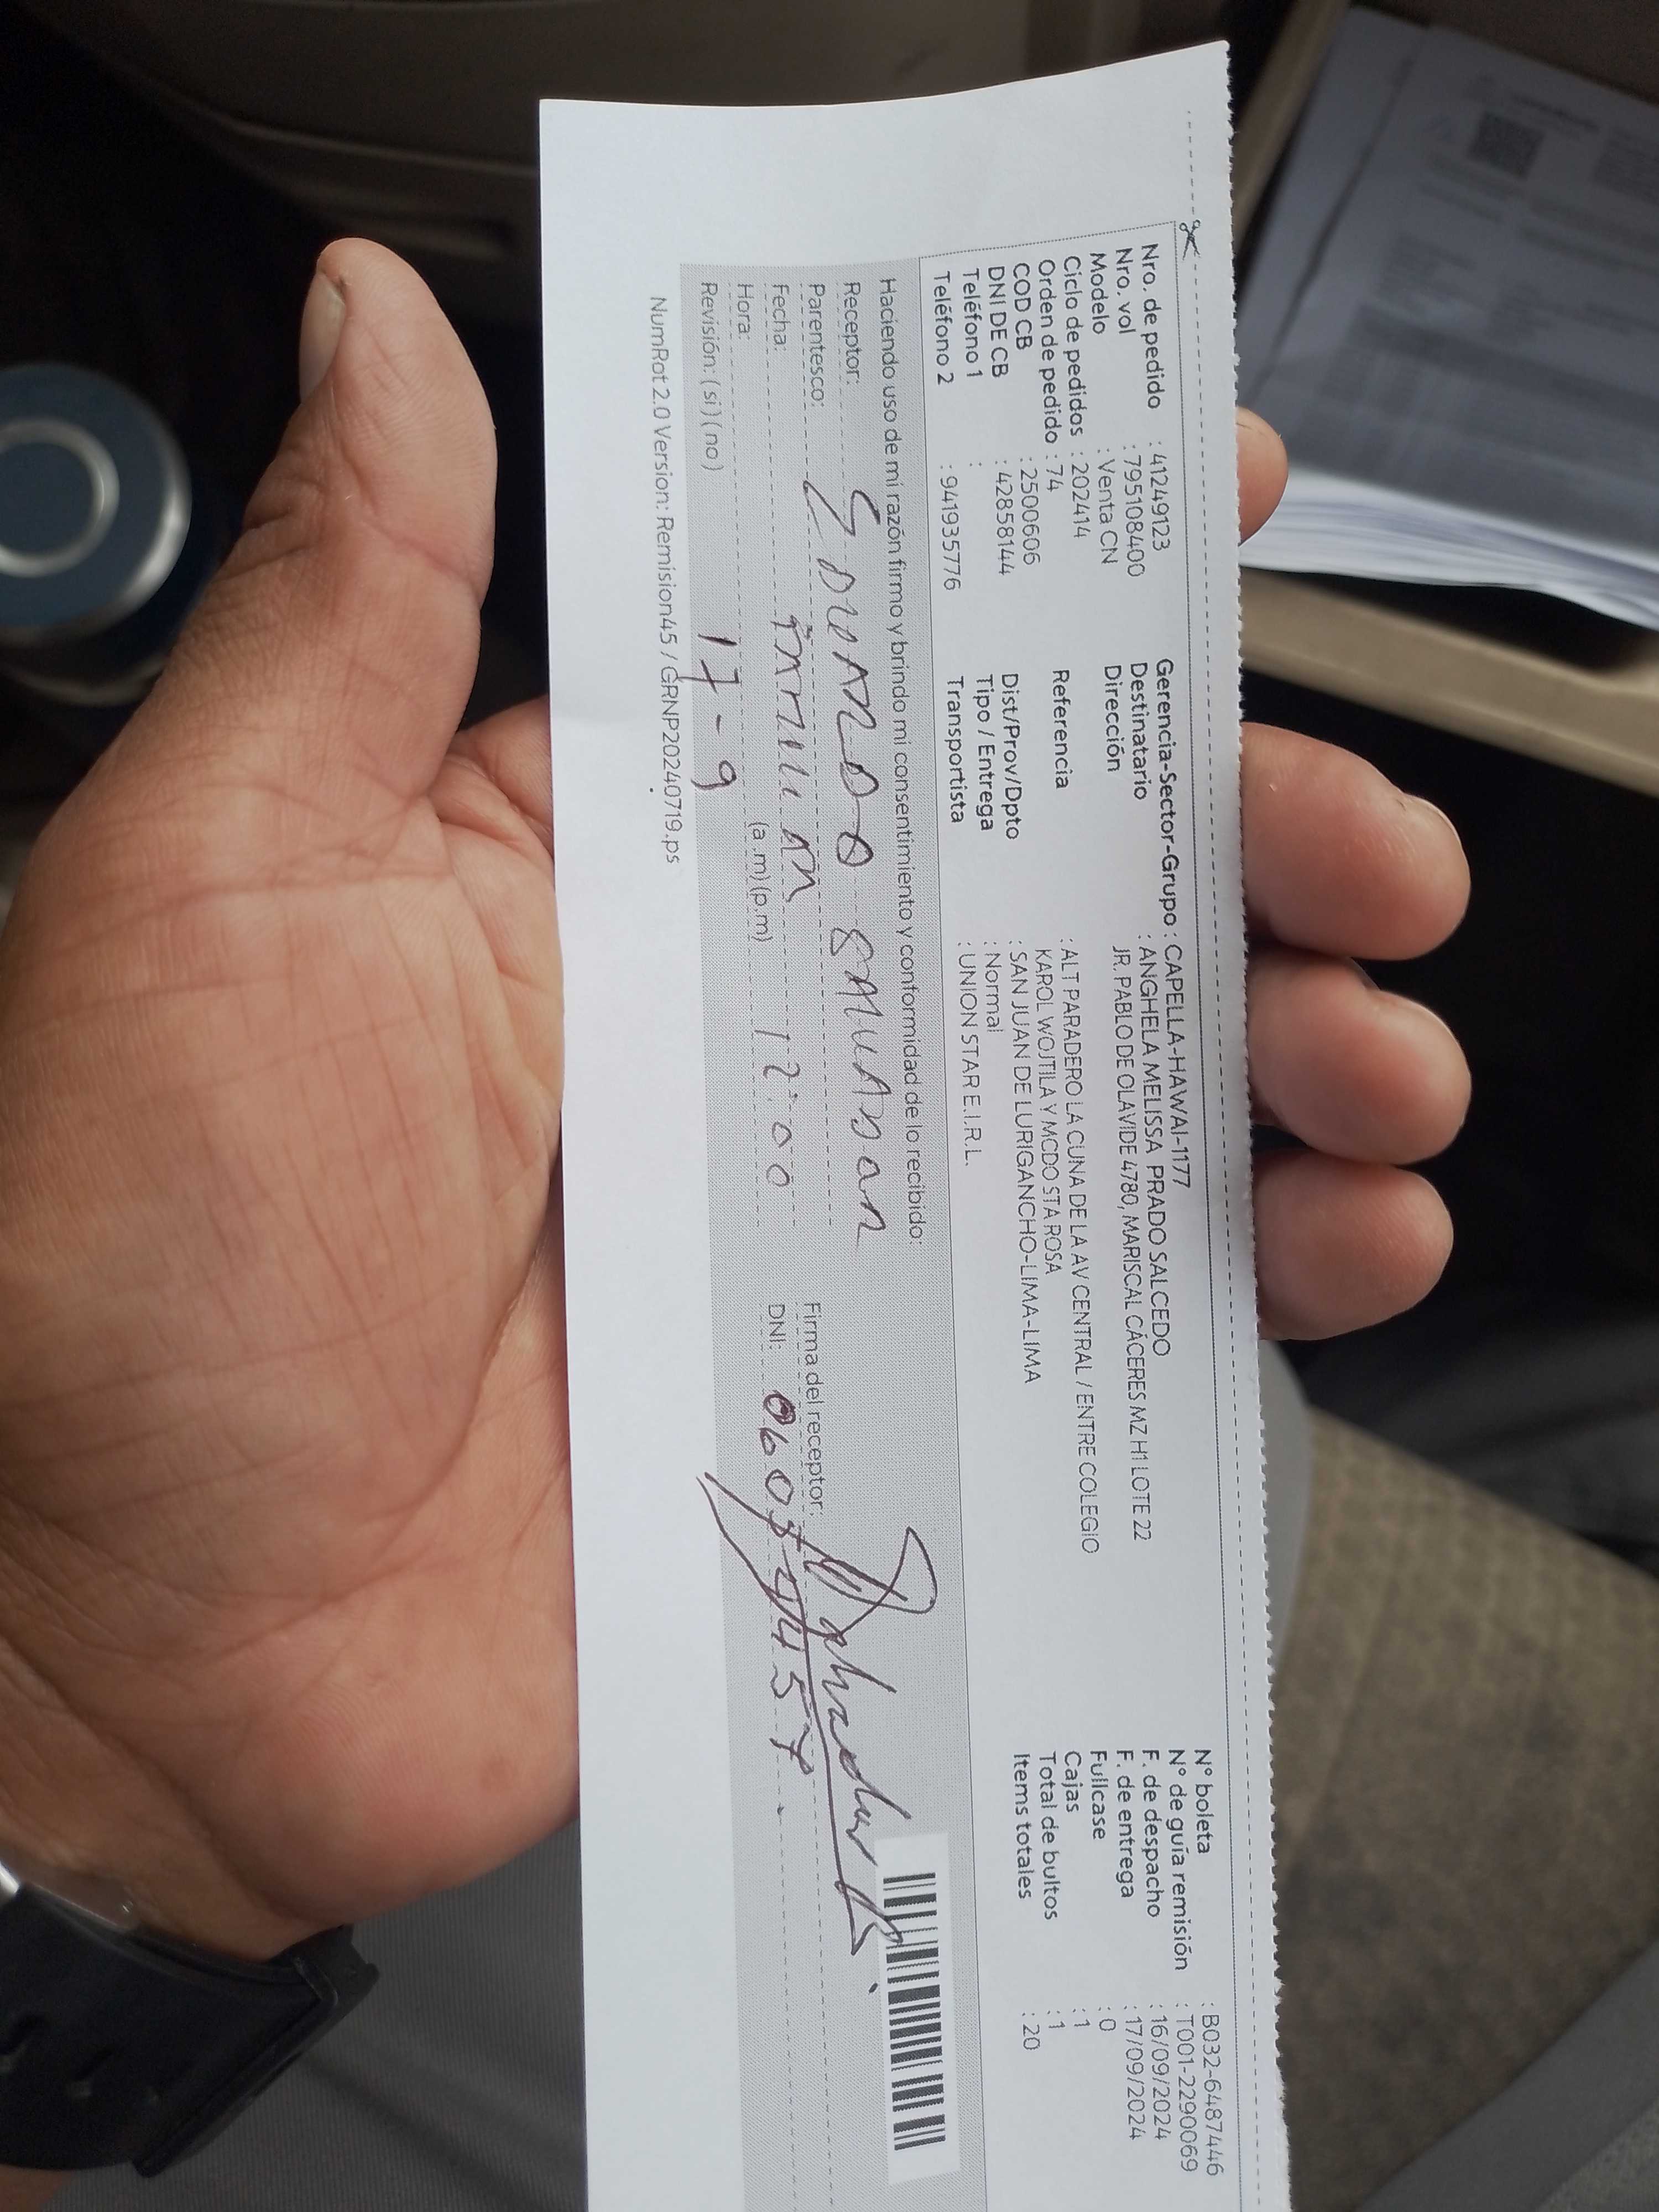 Nro. de pedido : 41249123
Nro. vol : 795108400
Modelo : Venta CN
Ciclo de pedidos : 202414
Orden de pedido : 74
COD CB : 2500606
DNI DE CB : 42858144
Teléfono 1 :
Teléfono 2 : 941935776
Gerencia-Sector-Grupo : CAPELLA-HAWAI-1177
Destinatario : ANGHELA MELISSA PRADO SALCEDO
Dirección JR. PABLO DE OLAVIDE 4780, MARISCAL CÁCERES MZ H1 LOTE 22
Referencia : ALT PARADERO LA CUNA DE LA AV CENTRAL / ENTRE COLEGIO
KAROL WOJTILA Y MCDO STA ROSA
Dist/Prov/Dpto : SAN JUAN DE LURIGANCHO-LIMA-LIMA
Tipo / Entrega : Normal
Transportista : UNION STAR E.I.R.L.
N° boleta : B032-6487446
N° de guía remisión : T001-2290069
F. de despacho : 16/09/2024
F. de entrega : 17/09/2024
Fullcase : 0
Cajas : 1
Total de bultos : 1
Items totales : 20
Haciendo uso de mi razón firmo y brindo mi consentimiento y conformidad de lo recibido:
Receptor:
Parentesco: FAMILIAR
Fecha: 12:00
Hora: (a.m) (p.m)
Revisión: (si) (no) 17-9
Firma del receptor:
DNI:
NumRot 2.0 Version: Remision45 / GRNP20240719.ps